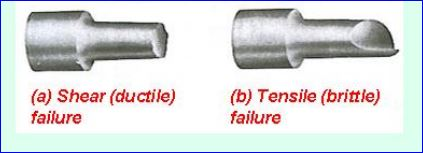 (a) Shear (ductile)
failure
(b) Tensile (brittle)
failure